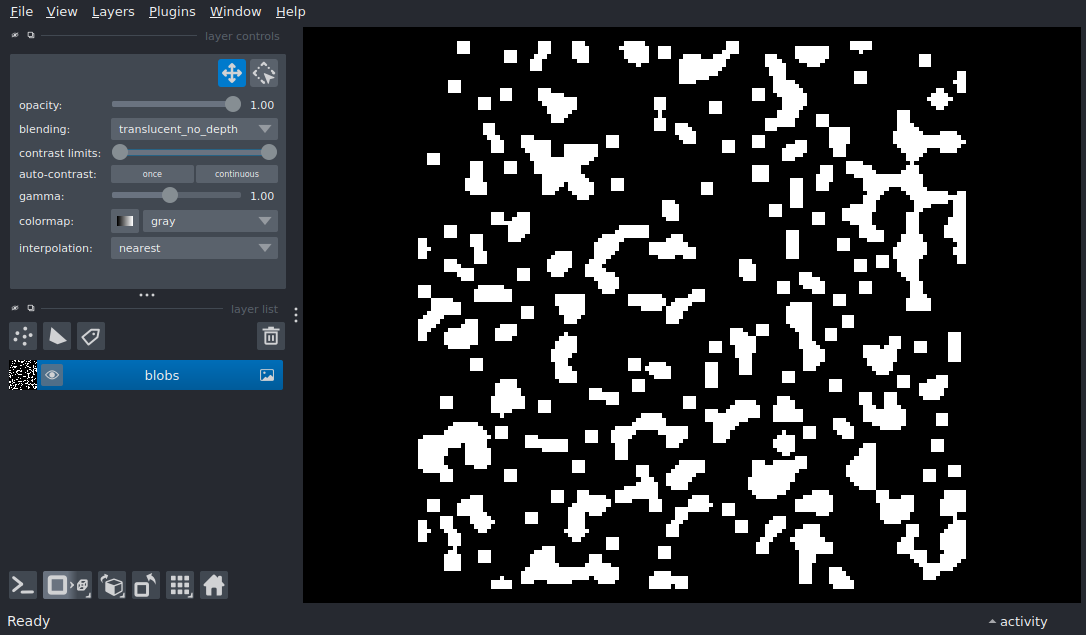 File View Layers Plugins Window Help
layer controls
opacity: 1.00
blending: translucent_no_depth
contrast limits:
auto-contrast: once continuous
gamma: 1.00
colormap: gray
interpolation: nearest
layer list
blobs
Ready activity